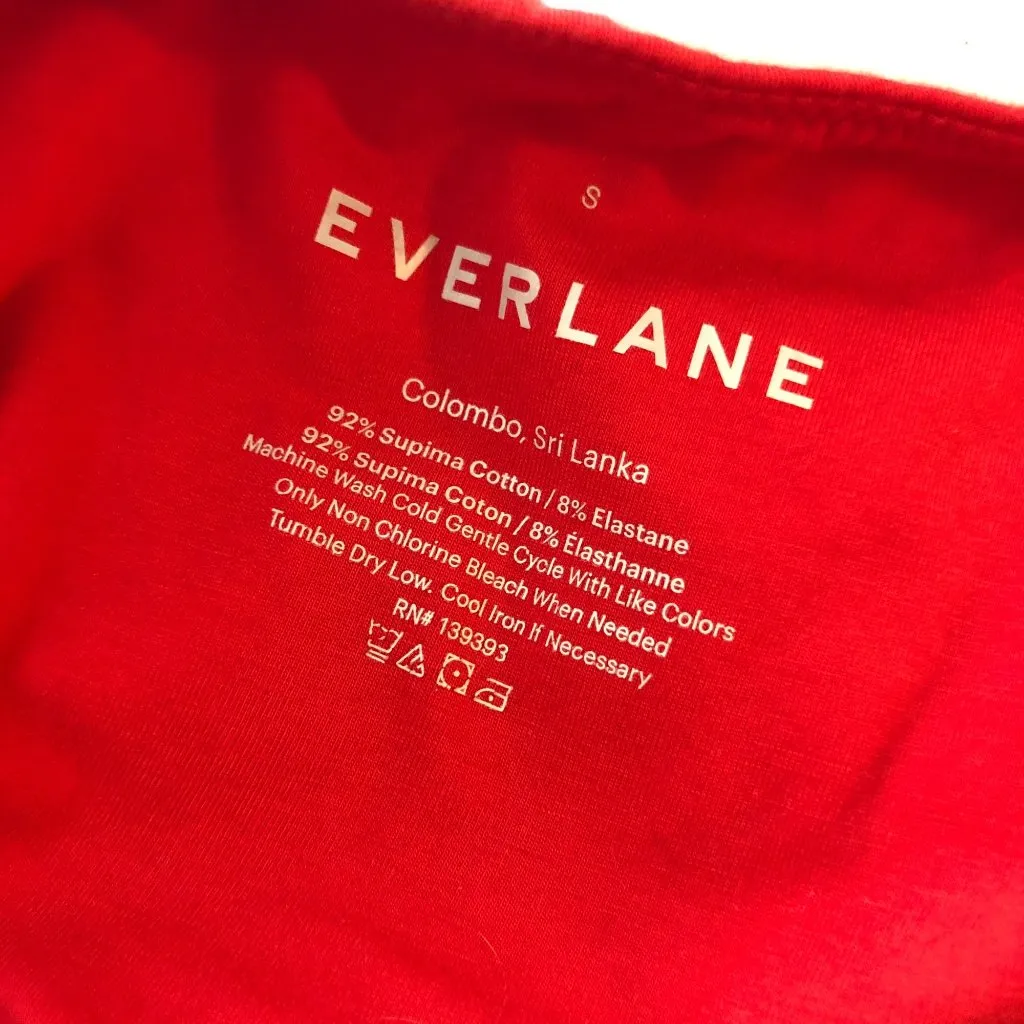 S
EVERLANE
Colombo, Sri Lanka
92% Supima Cotton / 8% Elastane
92% Supima Coton / 8% Élasthanne
Machine Wash Cold Gentle Cycle With Like Colors
Only Non Chlorine Bleach When Needed
Tumble Dry Low. Cool Iron If Necessary
RN# 139393